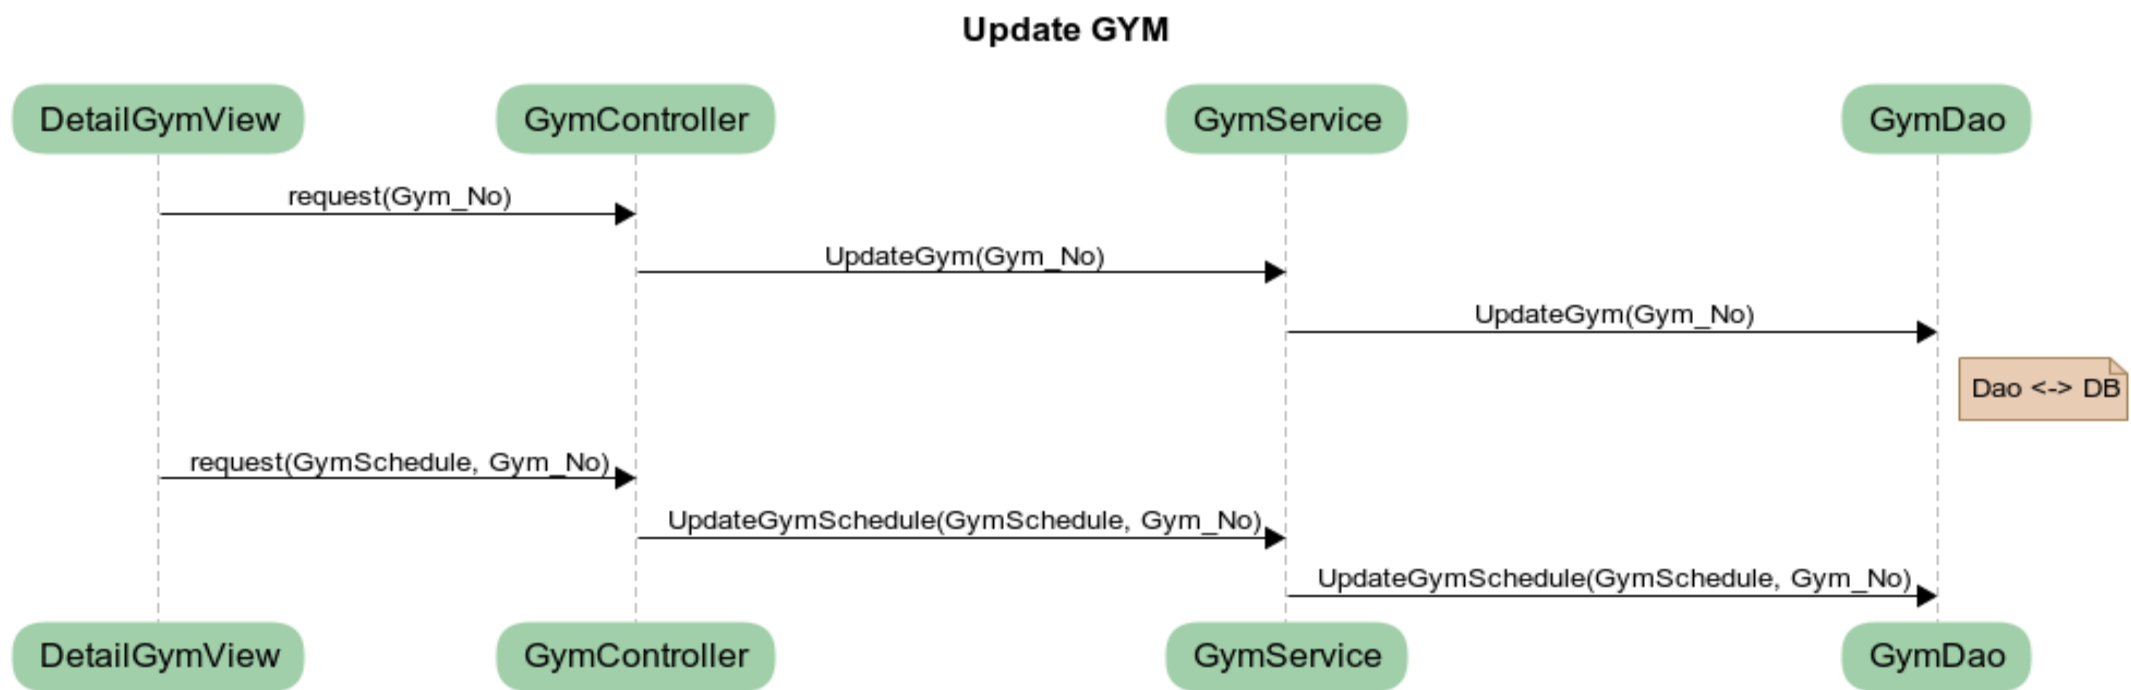 Update GYM
DetailGymView
GymController
GymService
GymDao
request(Gym_No)
UpdateGym(Gym_No)
UpdateGym(Gym_No)
Dao <-> DB
request(GymSchedule, Gym_No)
UpdateGymSchedule(GymSchedule, Gym_No)
UpdateGymSchedule(GymSchedule, Gym_No)
DetailGymView
GymController
GymService
GymDao